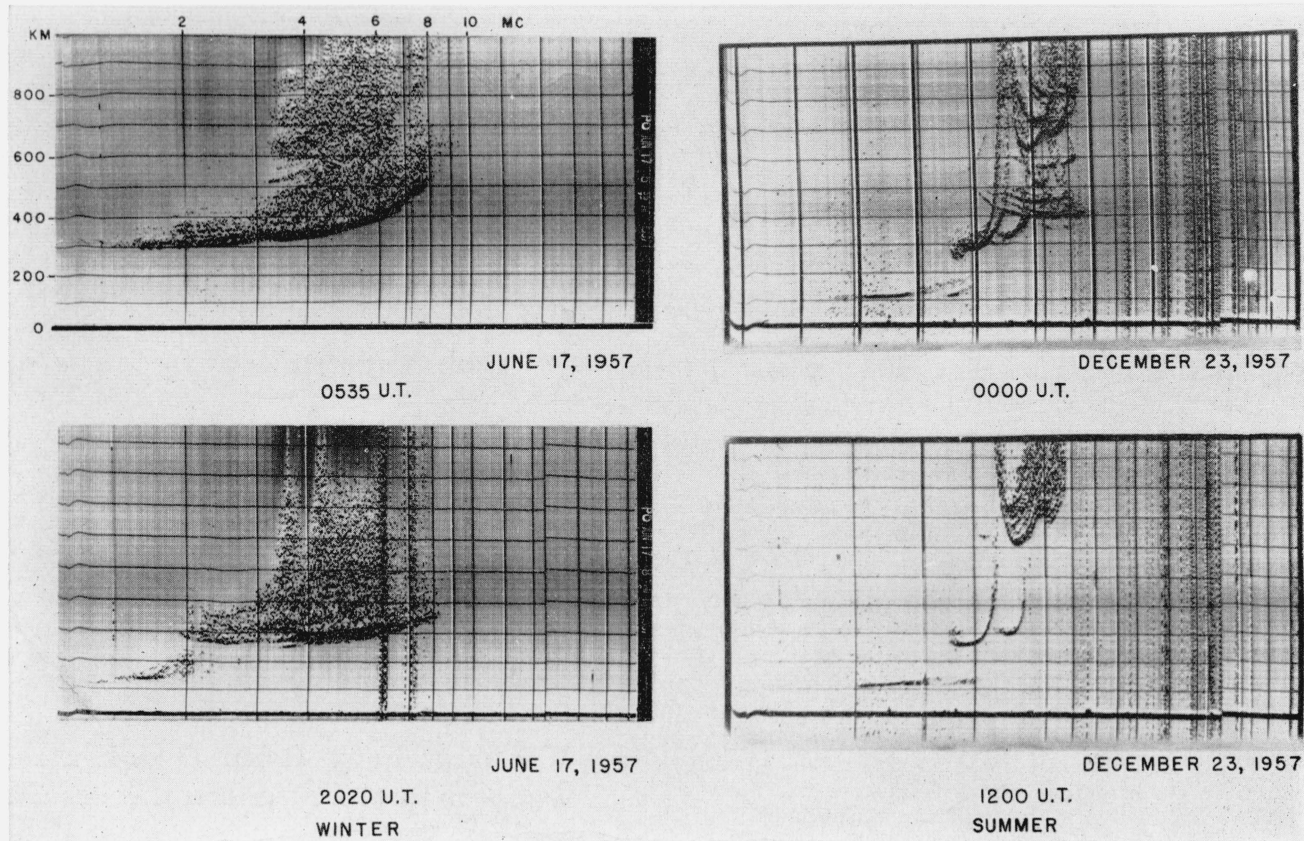 2 4 6 8 10 MC
KM
800
600
400
200
0
JUNE 17, 1957
0535 U.T.
DECEMBER 23, 1957
0000 U.T.
JUNE 17, 1957
2020 U.T.
WINTER
DECEMBER 23, 1957
1200 U.T.
SUMMER